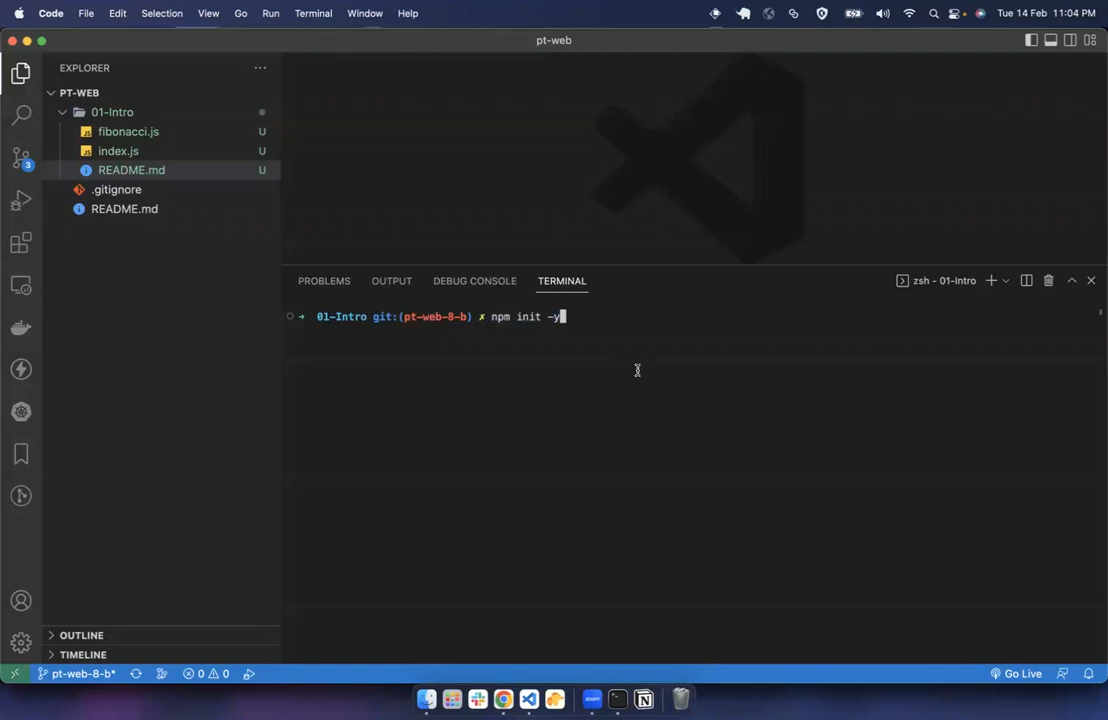 Code File Edit Selection View Go Run Terminal Window Help Tue 14 Feb 11:04 PM
pt-web
EXPLORER
PT-WEB
01-Intro
fibonacci.js U
index.js U
README.md U
.gitignore
README.md
3
PROBLEMS OUTPUT DEBUG CONSOLE TERMINAL zsh - 01-Intro
01-Intro git:(pt-web-8-b) ✗ npm init -y
OUTLINE
TIMELINE
pt-web-8-b* 0 0 Go Live
zoom